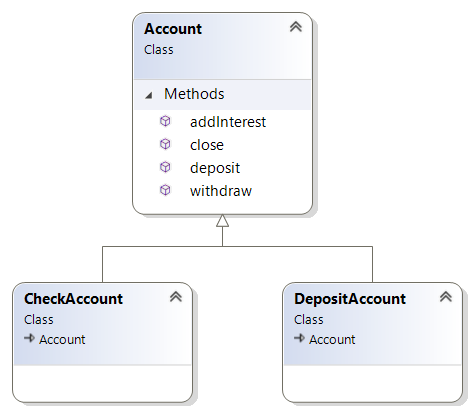 Account
Class
Methods
addInterest
close
deposit
withdraw
CheckAccount
Class
Account
DepositAccount
Class
Account